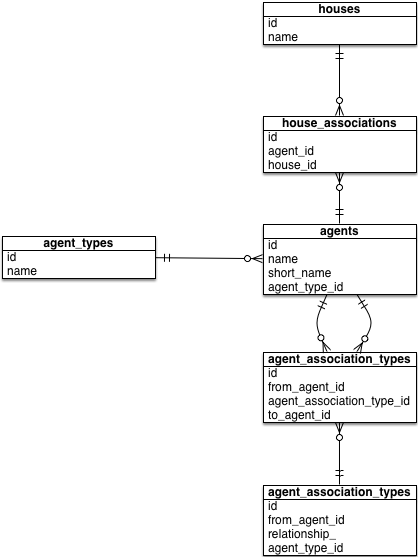 houses
id
name
house_associations
id
agent_id
house_id
agents
id
name
short_name
agent_type_id
agent_types
id
name
agent_association_types
id
from_agent_id
agent_association_type_id
to_agent_id
agent_association_types
id
from_agent_id
relationship_
agent_type_id